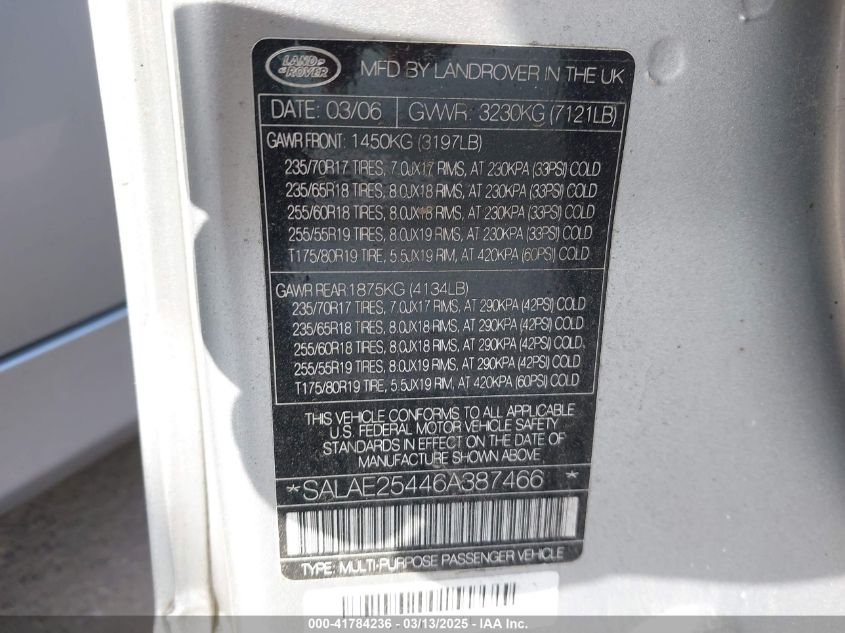 LAND ROVER
MFD BY LANDROVER IN THE UK
DATE: 03/06 GVWR: 3230KG (7121LB)
GAWR FRONT: 1450KG (3197LB)
235/70R17 TIRES, 7.0JX17 RIMS, AT 230KPA (33PSI) COLD
235/65R18 TIRES, 8.0JX18 RIMS, AT 230KPA (33PSI) COLD
255/60R18 TIRES, 8.0JX18 RIMS, AT 230KPA (33PSI) COLD
255/55R19 TIRES, 8.0JX19 RIMS, AT 230KPA (33PSI) COLD
T175/80R19 TIRE, 5.5JX19 RIM, AT 420KPA (60PSI) COLD
GAWR REAR: 1875KG (4134LB)
235/70R17 TIRES, 7.0JX17 RIMS, AT 290KPA (42PSI) COLD
235/65R18 TIRES, 8.0JX18 RIMS, AT 290KPA (42PSI) COLD
255/60R18 TIRES, 8.0JX18 RIMS, AT 290KPA (42PSI) COLD
255/55R19 TIRES, 8.0JX19 RIMS, AT 290KPA (42PSI) COLD
T175/80R19 TIRE, 5.5JX19 RIM, AT 420KPA (60PSI) COLD
THIS VEHICLE CONFORMS TO ALL APPLICABLE
U.S. FEDERAL MOTOR VEHICLE SAFETY
STANDARDS IN EFFECT ON THE DATE OF
MANUFACTURE SHOWN ABOVE
*SALAE25446A387466 *
TYPE: MULTI-PURPOSE PASSENGER VEHICLE
000-41784236 - 03/13/2025 - IAA, Inc.